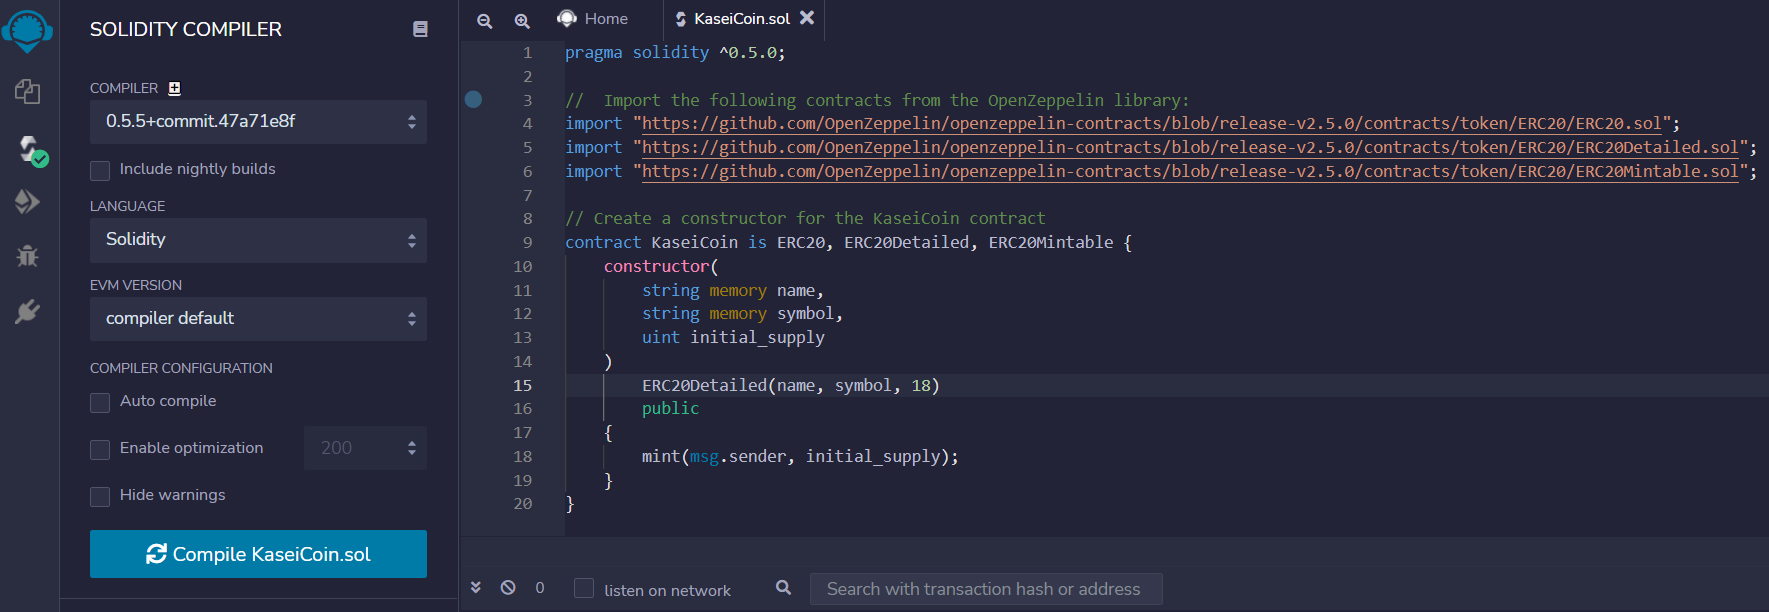 SOLIDITY COMPILER
COMPILER
0.5.5+commit.47a71e8f
Include nightly builds
LANGUAGE
Solidity
EVM VERSION
compiler default
COMPILER CONFIGURATION
Auto compile
Enable optimization 200
Hide warnings
Compile KaseiCoin.sol
Home KaseiCoin.sol
1 pragma solidity ^0.5.0;
2
3 //  Import the following contracts from the OpenZeppelin library:
4 import "https://github.com/OpenZeppelin/openzeppelin-contracts/blob/release-v2.5.0/contracts/token/ERC20/ERC20.sol";
5 import "https://github.com/OpenZeppelin/openzeppelin-contracts/blob/release-v2.5.0/contracts/token/ERC20/ERC20Detailed.sol";
6 import "https://github.com/OpenZeppelin/openzeppelin-contracts/blob/release-v2.5.0/contracts/token/ERC20/ERC20Mintable.sol";
7
8 // Create a constructor for the KaseiCoin contract
9 contract KaseiCoin is ERC20, ERC20Detailed, ERC20Mintable {
10     constructor(
11         string memory name,
12         string memory symbol,
13         uint initial_supply
14     )
15         ERC20Detailed(name, symbol, 18)
16         public
17     {
18         mint(msg.sender, initial_supply);
19     }
20 }
0 listen on network Search with transaction hash or address